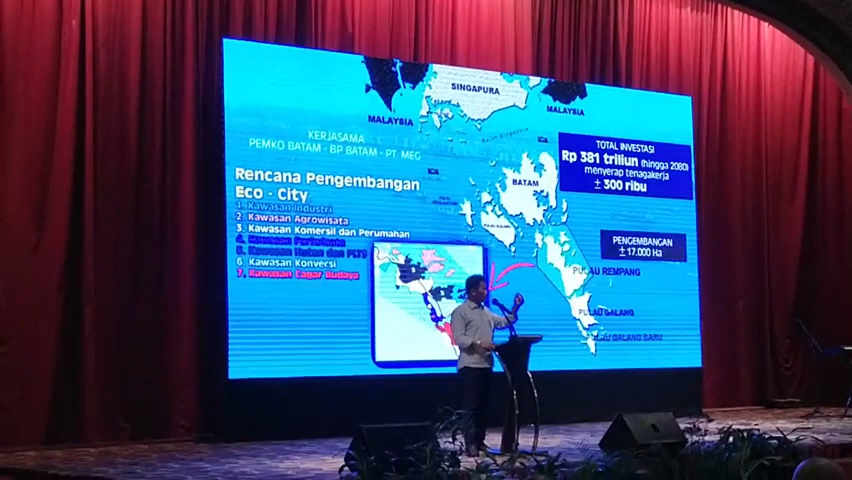 SINGAPURA
MALAYSIA
MALAYSIA
KERJASAMA
PEMKO BATAM - BP BATAM - PT. MEG
Rencana Pengembangan
Eco - City
1. Kawasan Industri
2. Kawasan Agrowisata
3. Kawasan Komersil dan Perumahan
4. Kawasan Pariwisata
5. Kawasan Hutan dan PLTS
6. Kawasan Konversi
7. Kawasan Cagar Budaya
BATAM
TOTAL INVESTASI
Rp 381 triliun (hingga 2080)
menyerap tenagakerja
± 300 ribu
PENGEMBANGAN
± 17.000 Ha
PULAU REMPANG
PULAU GALANG
PULAU GALANG BARU